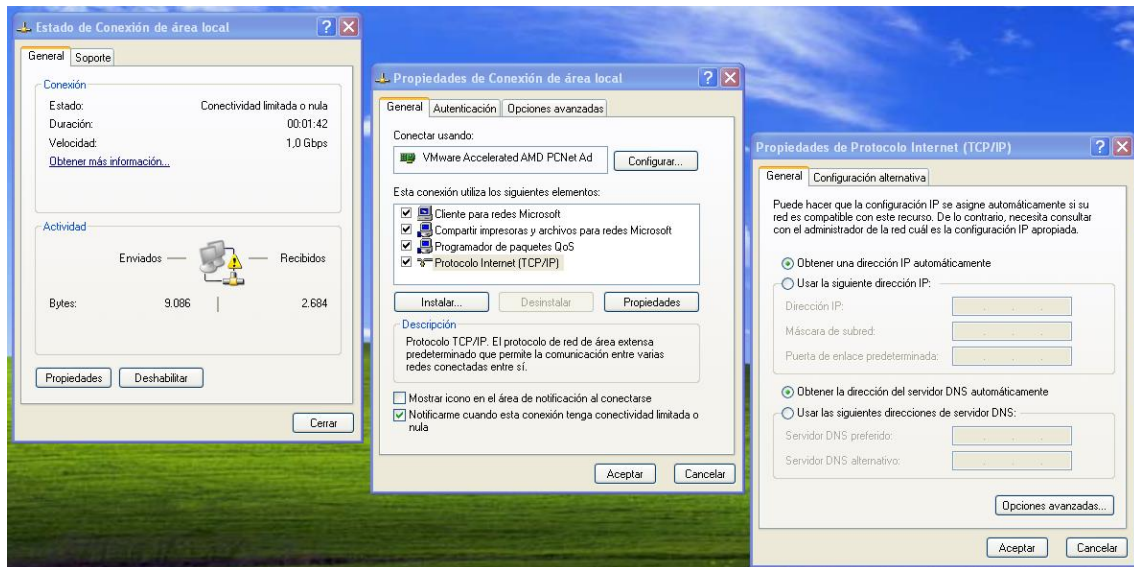 Estado de Conexión de área local
General Soporte
Conexión
Estado: Conectividad limitada o nula
Duración: 00:01:42
Velocidad: 1,0 Gbps
Obtener más información...
Actividad
Enviados — — Recibidos
Bytes: 9.086 | 2.684
Propiedades Deshabilitar
Cerrar
Propiedades de Conexión de área local
General Autenticación Opciones avanzadas
Conectar usando:
VMware Accelerated AMD PCNet Ad Configurar...
Esta conexión utiliza los siguientes elementos:
Cliente para redes Microsoft
Compartir impresoras y archivos para redes Microsoft
Programador de paquetes QoS
Protocolo Internet (TCP/IP)
Instalar... Desinstalar Propiedades
Descripción
Protocolo TCP/IP. El protocolo de red de área extensa
predeterminado que permite la comunicación entre varias
redes conectadas entre sí.
Mostrar icono en el área de notificación al conectarse
Notificarme cuando esta conexión tenga conectividad limitada o
nula
Aceptar Cancelar
Propiedades de Protocolo Internet (TCP/IP)
General Configuración alternativa
Puede hacer que la configuración IP se asigne automáticamente si su
red es compatible con este recurso. De lo contrario, necesita consultar
con el administrador de la red cuál es la configuración IP apropiada.
Obtener una dirección IP automáticamente
Usar la siguiente dirección IP:
Dirección IP:
Máscara de subred:
Puerta de enlace predeterminada:
Obtener la dirección del servidor DNS automáticamente
Usar las siguientes direcciones de servidor DNS:
Servidor DNS preferido:
Servidor DNS alternativo:
Opciones avanzadas...
Aceptar Cancelar